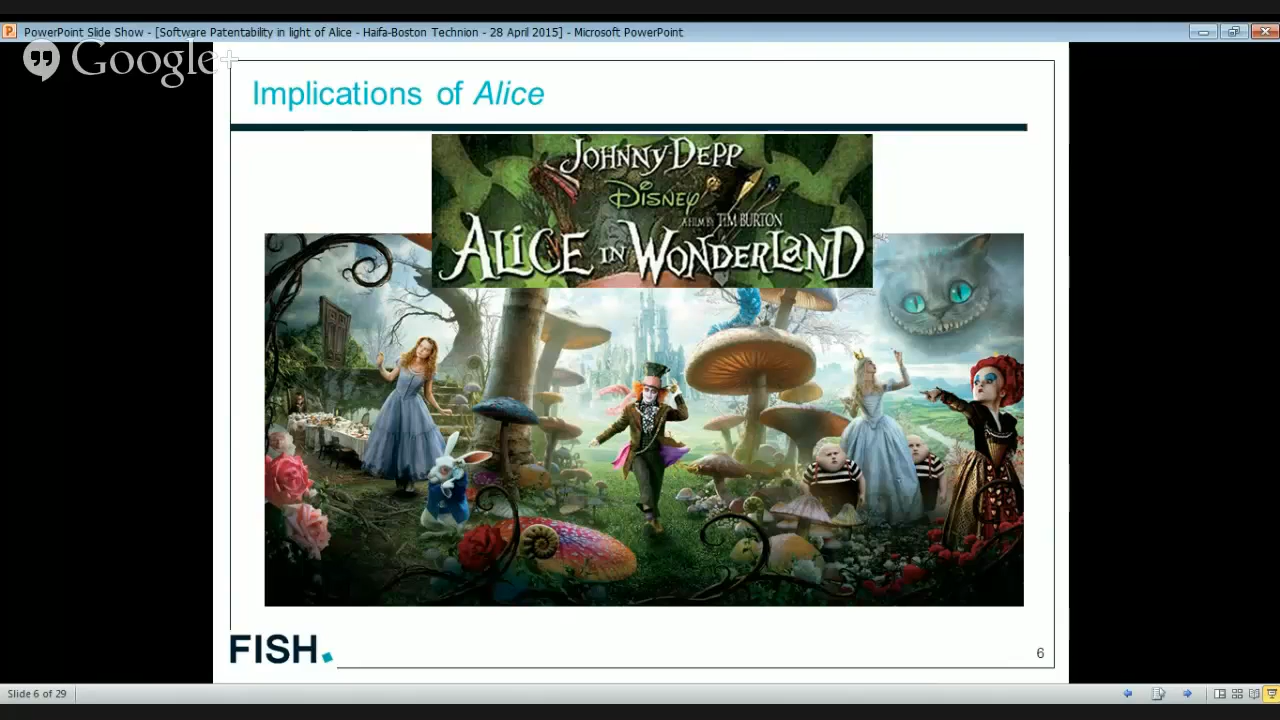 PowerPoint Slide Show - [Software Patentability in light of Alice - Haifa-Boston Technion - 28 April 2015] - Microsoft PowerPoint
Google+
Implications of Alice
JOHNNY DEPP
DISNEY
A FILM BY TIM BURTON
ALICE IN WONDERLAND
FISH.
6
Slide 6 of 29